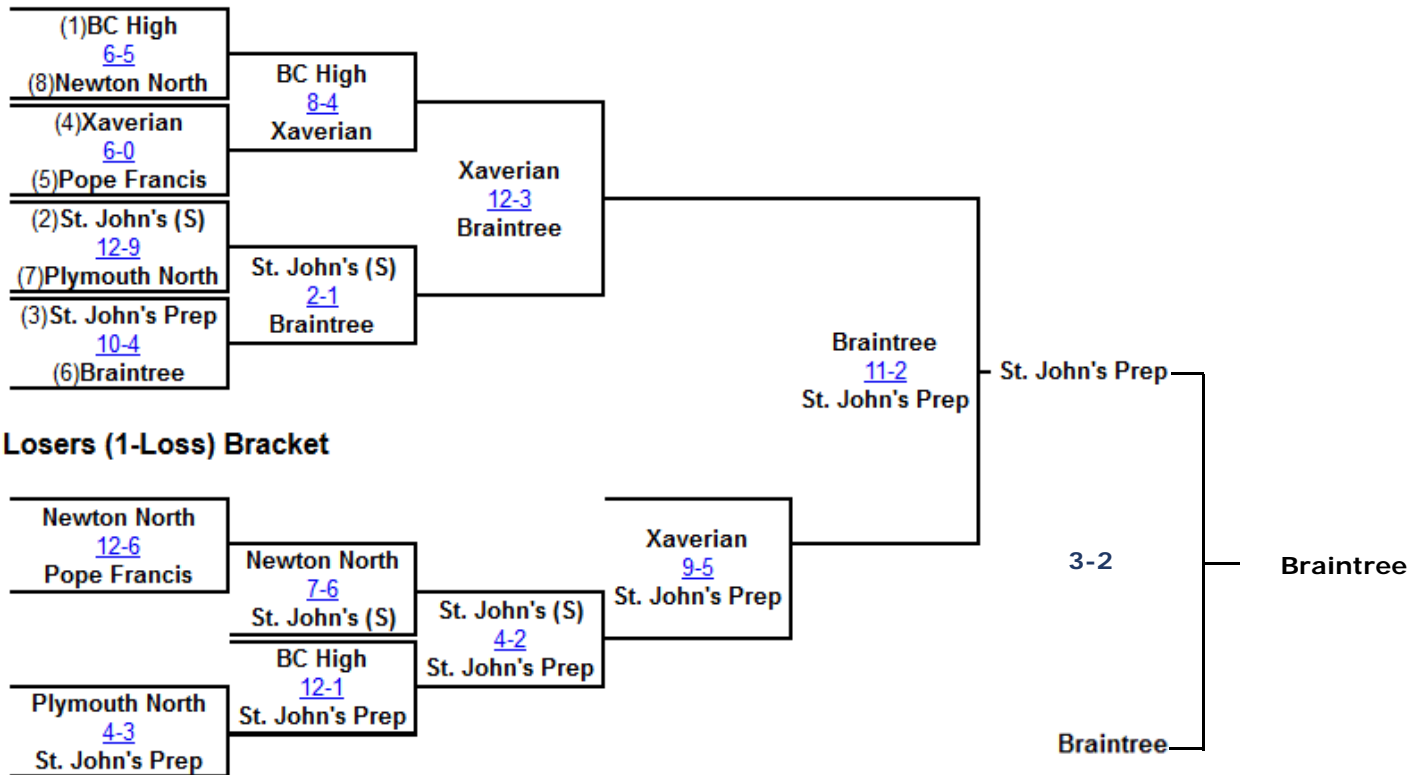 (1)BC High
6-5
(8)Newton North
(4)Xaverian
6-0
(5)Pope Francis
(2)St. John's (S)
12-9
(7)Plymouth North
(3)St. John's Prep
10-4
(6)Braintree
BC High
8-4
Xaverian
St. John's (S)
2-1
Braintree
Xaverian
12-3
Braintree
Braintree
11-2
St. John's Prep
St. John's Prep
Losers (1-Loss) Bracket
Newton North
12-6
Pope Francis
Plymouth North
4-3
St. John's Prep
Newton North
7-6
St. John's (S)
BC High
12-1
St. John's Prep
St. John's (S)
4-2
St. John's Prep
Xaverian
9-5
St. John's Prep
3-2
Braintree
Braintree